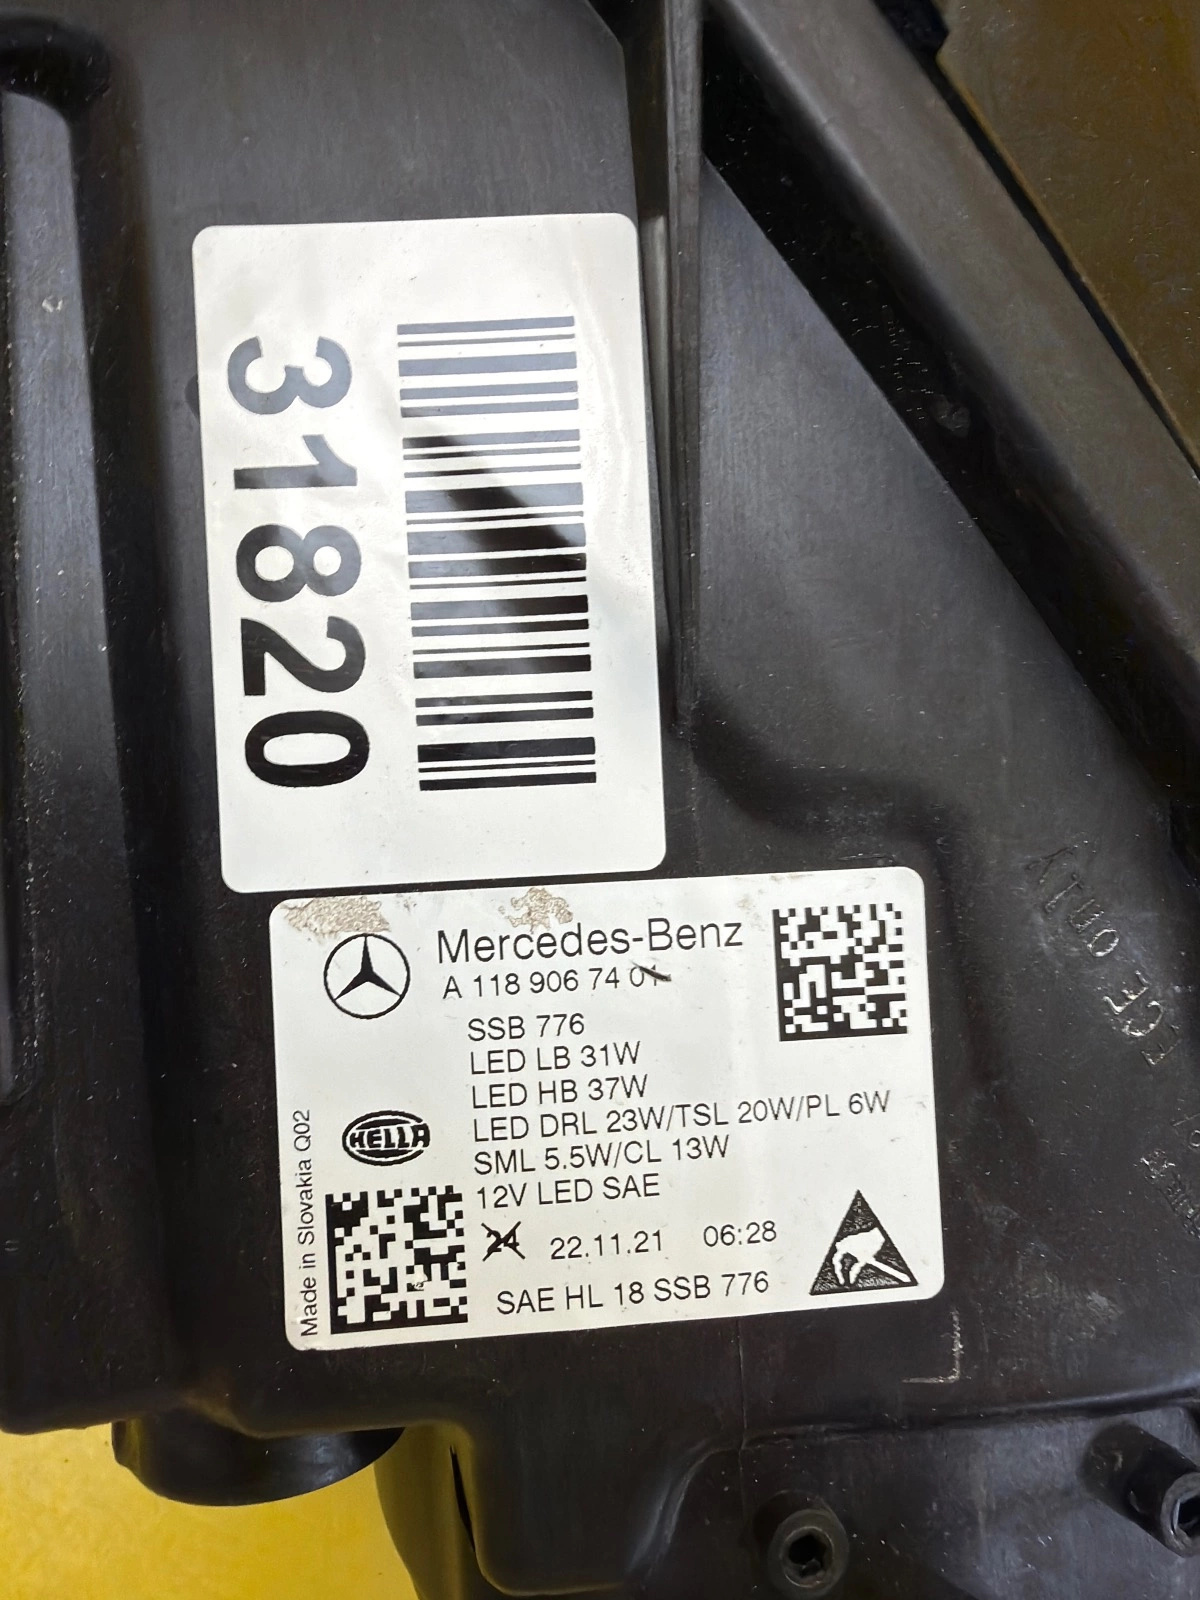 31820
Mercedes-Benz
A 118 906 74 01
SSB 776
LED LB 31W
LED HB 37W
LED DRL 23W/TSL 20W/PL 6W
SML 5.5W/CL 13W
12V LED SAE
24 22.11.21 06:28
SAE HL 18 SSB 776
HELLA
Made in Slovakia Q02